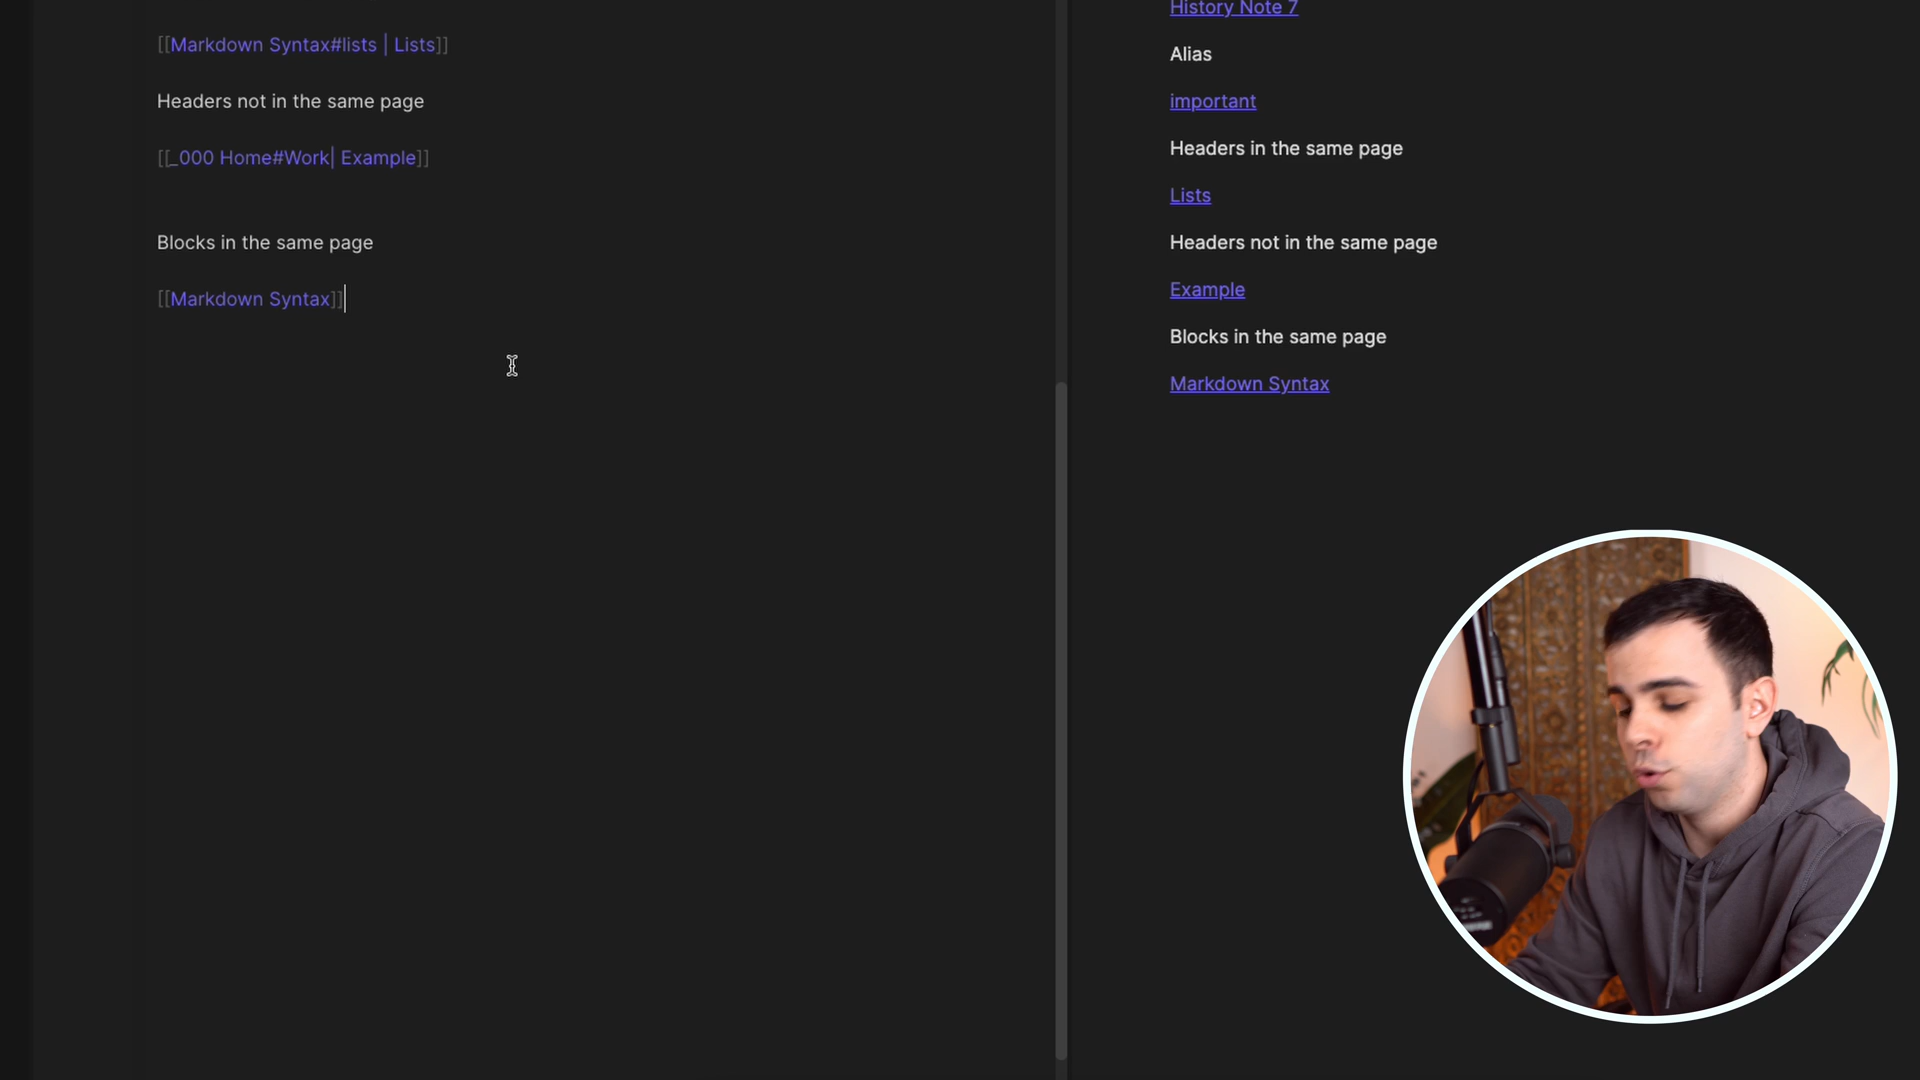 [[Markdown Syntax#lists | Lists]]
Headers not in the same page
[[_000 Home#Work| Example]]
Blocks in the same page
[[Markdown Syntax]]
History Note 7
Alias
important
Headers in the same page
Lists
Headers not in the same page
Example
Blocks in the same page
Markdown Syntax